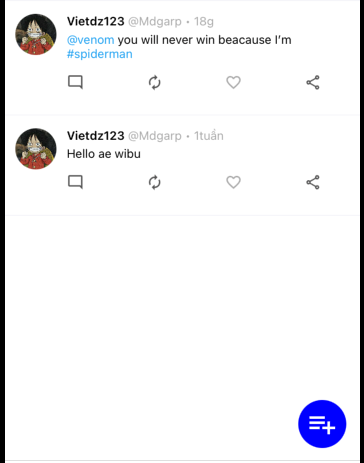 Vietdz123 @Mdgarp • 18g
@venom you will never win beacause I'm
#spiderman
Vietdz123 @Mdgarp • 1tuần
Hello ae wibu